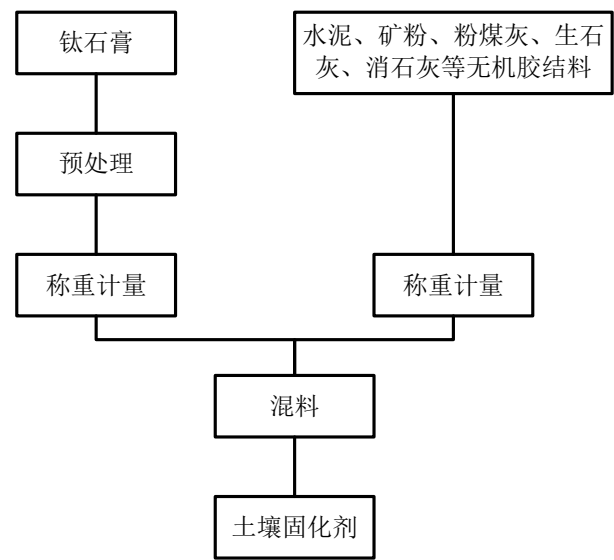 钛石膏
水泥、矿粉、粉煤灰、生石
灰、消石灰等无机胶结料
预处理
称重计量
称重计量
混料
土壤固化剂